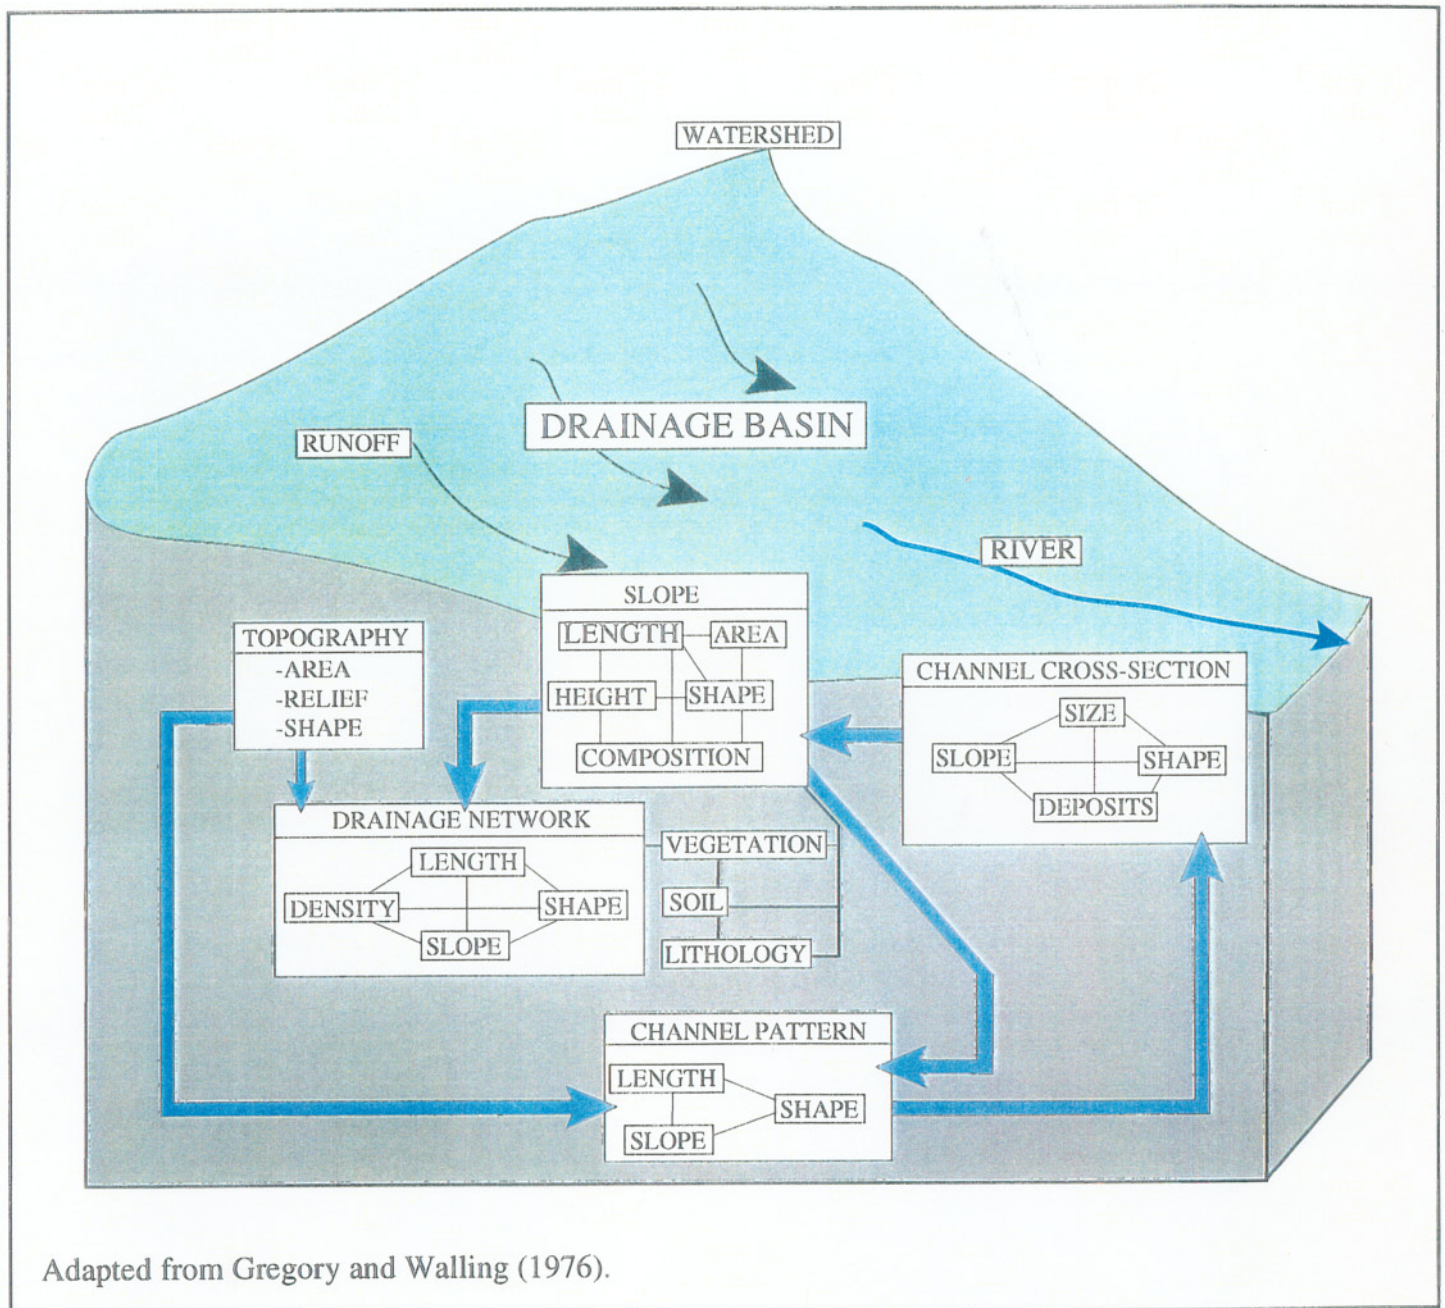 WATERSHED
DRAINAGE BASIN
RUNOFF
RIVER
SLOPE
LENGTH
AREA
HEIGHT
SHAPE
COMPOSITION
TOPOGRAPHY
-AREA
-RELIEF
-SHAPE
CHANNEL CROSS-SECTION
SIZE
SLOPE
SHAPE
DEPOSITS
DRAINAGE NETWORK
LENGTH
DENSITY
SHAPE
SLOPE
VEGETATION
SOIL
LITHOLOGY
CHANNEL PATTERN
LENGTH
SHAPE
SLOPE
Adapted from Gregory and Walling (1976).